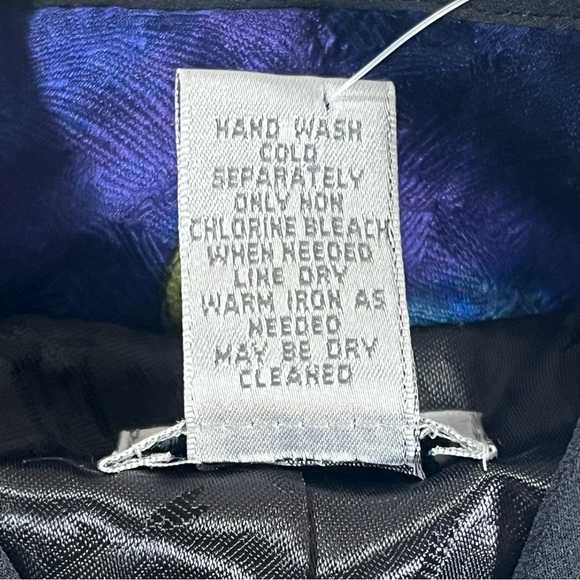 HAND WASH
COLD
SEPARATELY
ONLY NON
CHLORINE BLEACH
WHEN NEEDED
LINE DRY
WARM IRON AS
NEEDED
MAY BE DRY
CLEANED